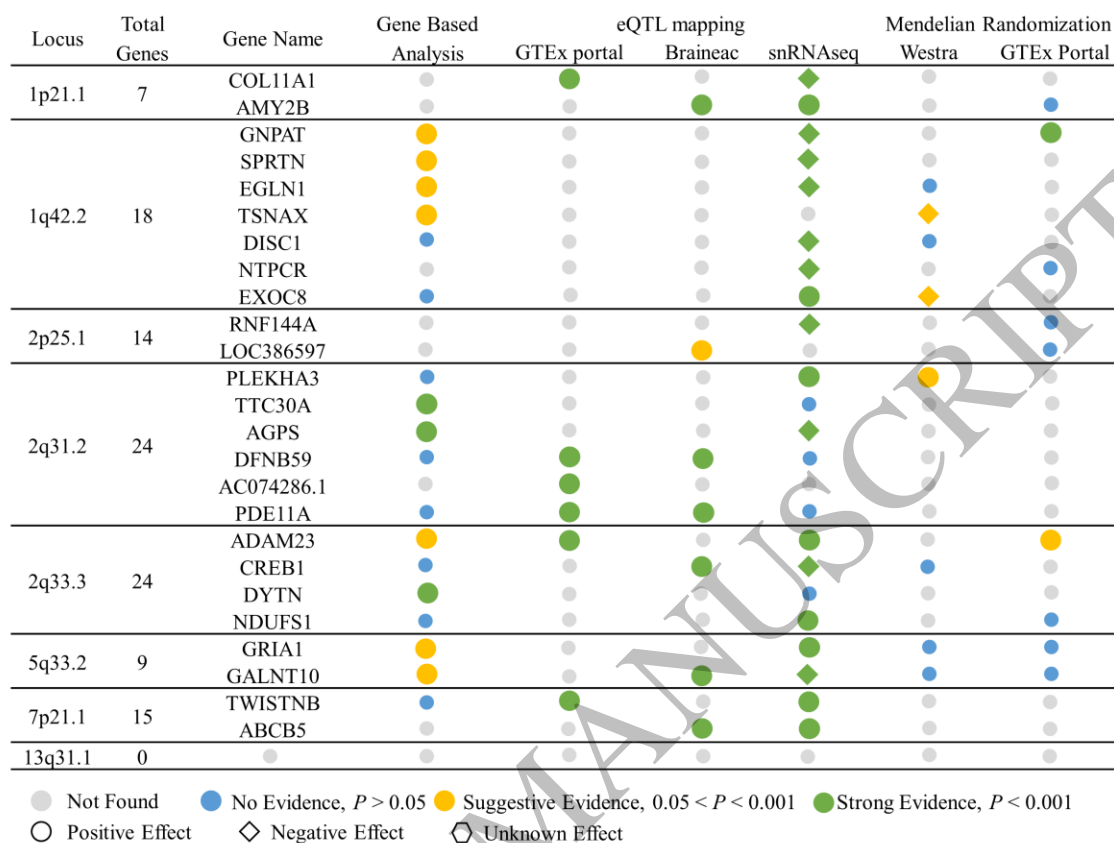 Locus Total Genes Gene Name Gene Based Analysis eQTL mapping Mendelian Randomization
GTEx portal Braineac snRNAseq Westra GTEx Portal
1p21.1 7 COL11A1
AMY2B
1q42.2 18 GNPAT
SPRTN
EGLN1
TSNAX
DISC1
NTPCR
EXOC8
2p25.1 14 RNF144A
LOC386597
2q31.2 24 PLEKHA3
TTC30A
AGPS
DFNB59
AC074286.1
PDE11A
2q33.3 24 ADAM23
CREB1
DYTN
NDUFS1
5q33.2 9 GRIA1
GALNT10
7p21.1 15 TWISTNB
ABCB5
13q31.1 0
Not Found No Evidence, P > 0.05 Suggestive Evidence, 0.05 < P < 0.001 Strong Evidence, P < 0.001
Positive Effect Negative Effect Unknown Effect
MANUSCRIPT